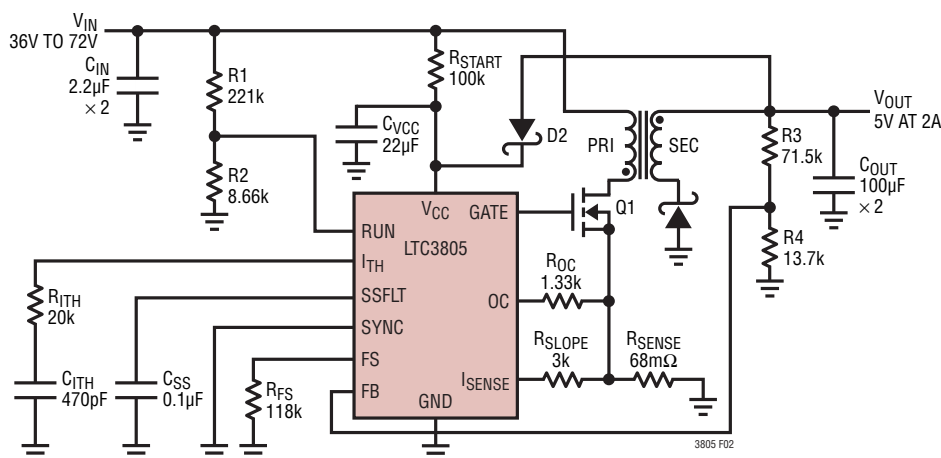 VIN
36V TO 72V
CIN
2.2µF
× 2
R1
221k
R2
8.66k
RSTART
100k
CVCC
22µF
D2
PRI
SEC
VOUT
5V AT 2A
R3
71.5k
COUT
100µF
× 2
R4
13.7k
Q1
VCC
GATE
LTC3805
RUN
ITH
SSFLT
SYNC
FS
FB
OC
ISENSE
GND
ROC
1.33k
RSLOPE
3k
RSENSE
68mΩ
RITH
20k
CITH
470pF
CSS
0.1µF
RFS
118k
3805 F02